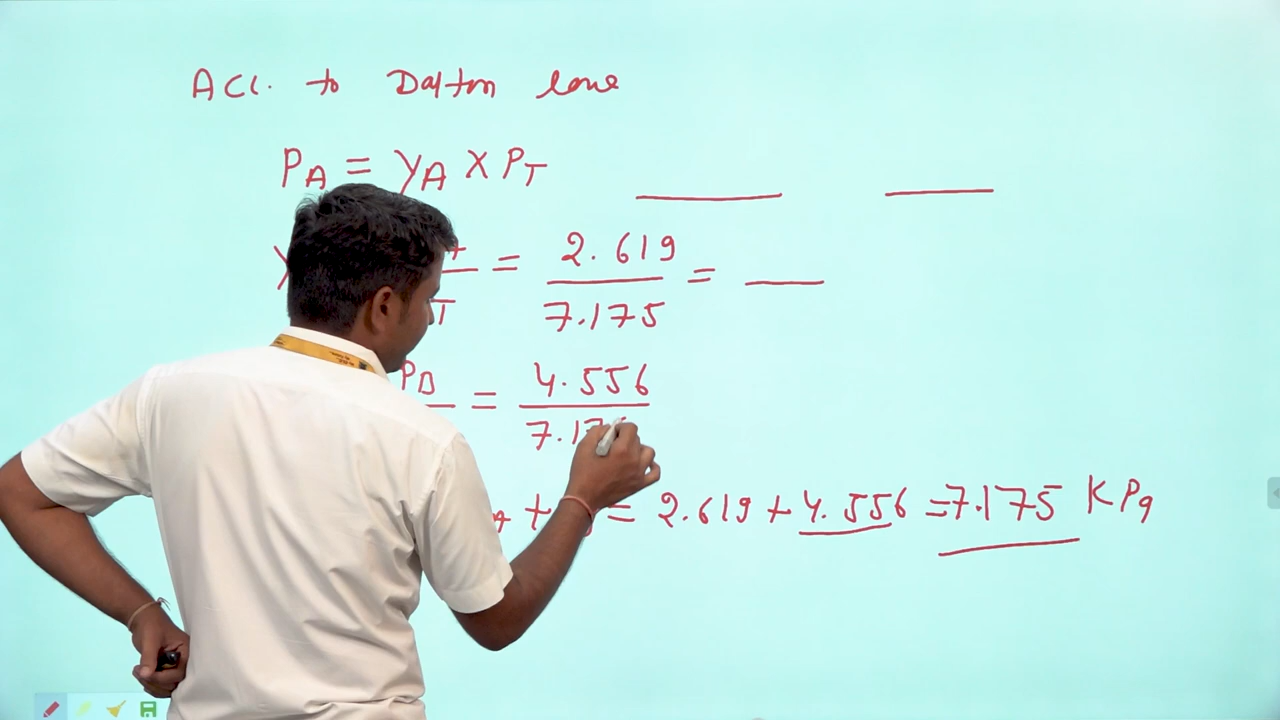 Acc. to Dalton law
PA = YA X PT
Y = 2.619 / 7.175 =
PB = 4.556 / 7.17
A + = 2.619 + 4.556 = 7.175 KPa